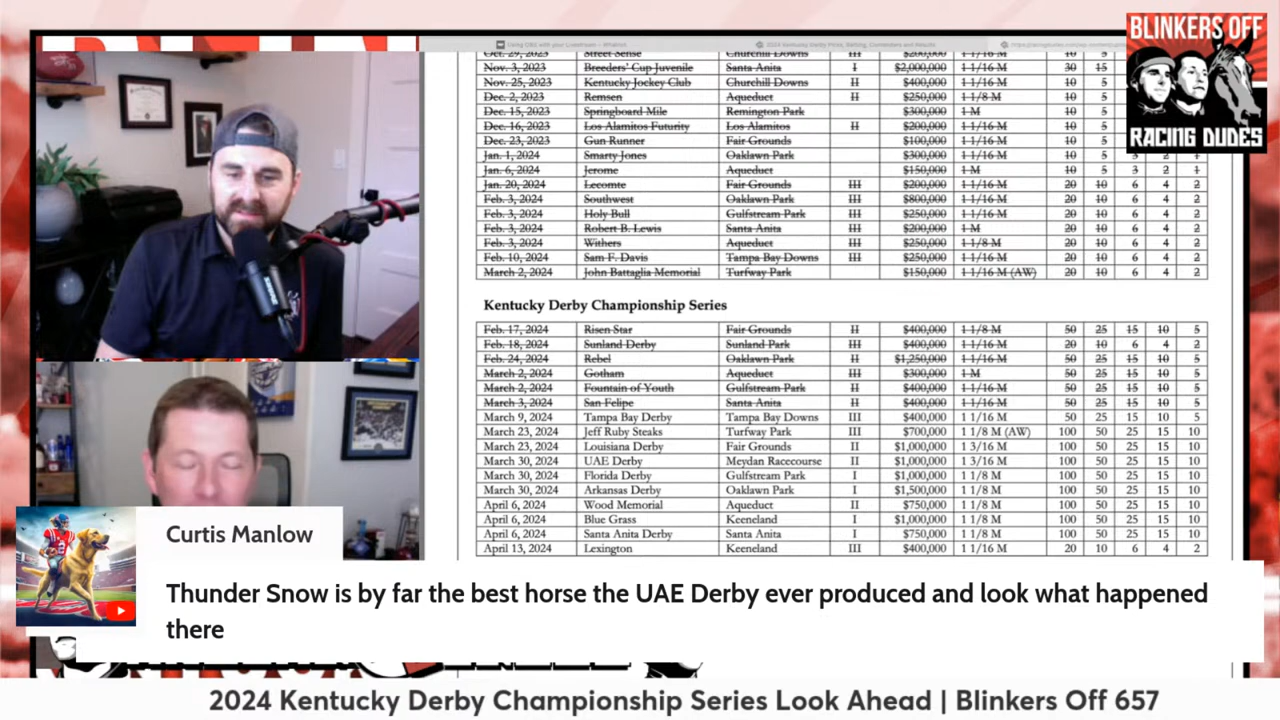 BLINKERS OFF
RACING DUDES
Oct. 29, 2023 Street Sense Churchill Downs III $200,000 1 1/16 M 10 5
Nov. 3, 2023 Breeders' Cup Juvenile Santa Anita I $2,000,000 1 1/16 M 30 15
Nov. 25, 2023 Kentucky Jockey Club Churchill Downs II $400,000 1 1/16 M 10 5
Dec. 2, 2023 Remsen Aqueduct II $250,000 1 1/8 M 10 5
Dec. 15, 2023 Springboard Mile Remington Park $300,000 1 M 10 5
Dec. 16, 2023 Los Alamitos Futurity Los Alamitos II $200,000 1 1/16 M 10 5
Dec. 23, 2023 Gun Runner Fair Grounds $100,000 1 1/16 M 10 5
Jan. 1, 2024 Smarty Jones Oaklawn Park $300,000 1 1/16 M 10 5 3 2 1
Jan. 6, 2024 Jerome Aqueduct $150,000 1 M 10 5 3 2 1
Jan. 20, 2024 Lecomte Fair Grounds III $200,000 1 1/16 M 20 10 6 4 2
Feb. 3, 2024 Southwest Oaklawn Park III $800,000 1 1/16 M 20 10 6 4 2
Feb. 3, 2024 Holy Bull Gulfstream Park III $250,000 1 1/16 M 20 10 6 4 2
Feb. 3, 2024 Robert B. Lewis Santa Anita III $200,000 1 M 20 10 6 4 2
Feb. 3, 2024 Withers Aqueduct III $250,000 1 1/8 M 20 10 6 4 2
Feb. 10, 2024 Sam F. Davis Tampa Bay Downs III $250,000 1 1/16 M 20 10 6 4 2
March 2, 2024 John Battaglia Memorial Turfway Park $150,000 1 1/16 M (AW) 20 10 6 4 2
Kentucky Derby Championship Series
Feb. 17, 2024 Risen Star Fair Grounds II $400,000 1 1/8 M 50 25 15 10 5
Feb. 18, 2024 Sunland Derby Sunland Park III $400,000 1 1/16 M 20 10 6 4 2
Feb. 24, 2024 Rebel Oaklawn Park II $1,250,000 1 1/16 M 50 25 15 10 5
March 2, 2024 Gotham Aqueduct III $300,000 1 M 50 25 15 10 5
March 2, 2024 Fountain of Youth Gulfstream Park II $400,000 1 1/16 M 50 25 15 10 5
March 3, 2024 San Felipe Santa Anita II $400,000 1 1/16 M 50 25 15 10 5
March 9, 2024 Tampa Bay Derby Tampa Bay Downs III $400,000 1 1/16 M 50 25 15 10 5
March 23, 2024 Jeff Ruby Steaks Turfway Park III $700,000 1 1/8 M (AW) 100 50 25 15 10
March 23, 2024 Louisiana Derby Fair Grounds II $1,000,000 1 3/16 M 100 50 25 15 10
March 30, 2024 UAE Derby Meydan Racecourse II $1,000,000 1 3/16 M 100 50 25 15 10
March 30, 2024 Florida Derby Gulfstream Park I $1,000,000 1 1/8 M 100 50 25 15 10
March 30, 2024 Arkansas Derby Oaklawn Park I $1,500,000 1 1/8 M 100 50 25 15 10
April 6, 2024 Wood Memorial Aqueduct II $750,000 1 1/8 M 100 50 25 15 10
April 6, 2024 Blue Grass Keeneland I $1,000,000 1 1/8 M 100 50 25 15 10
April 6, 2024 Santa Anita Derby Santa Anita I $750,000 1 1/8 M 100 50 25 15 10
April 13, 2024 Lexington Keeneland III $400,000 1 1/16 M 20 10 6 4 2
Curtis Manlow
Thunder Snow is by far the best horse the UAE Derby ever produced and look what happened
there
2024 Kentucky Derby Championship Series Look Ahead | Blinkers Off 657